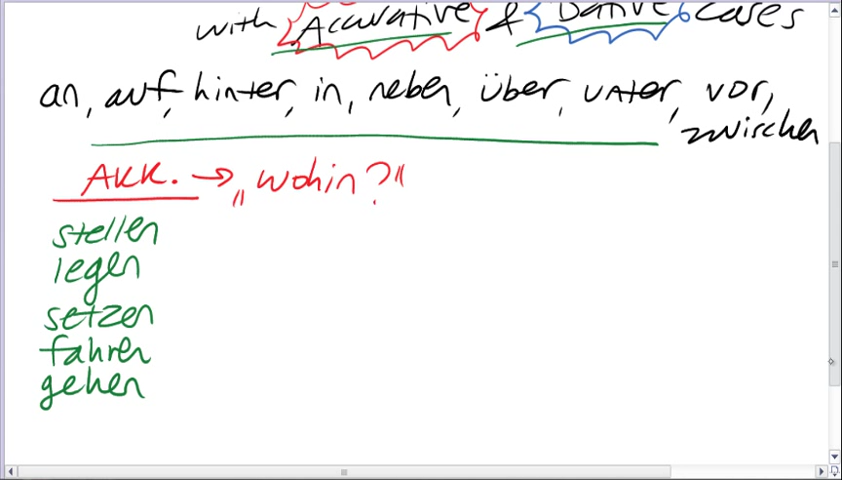 with Accusative & Dative cases
an, auf, hinter, in, neben, über, unter, vor,
zwischen
AKK. → „wohin?“
stellen
legen
setzen
fahren
gehen